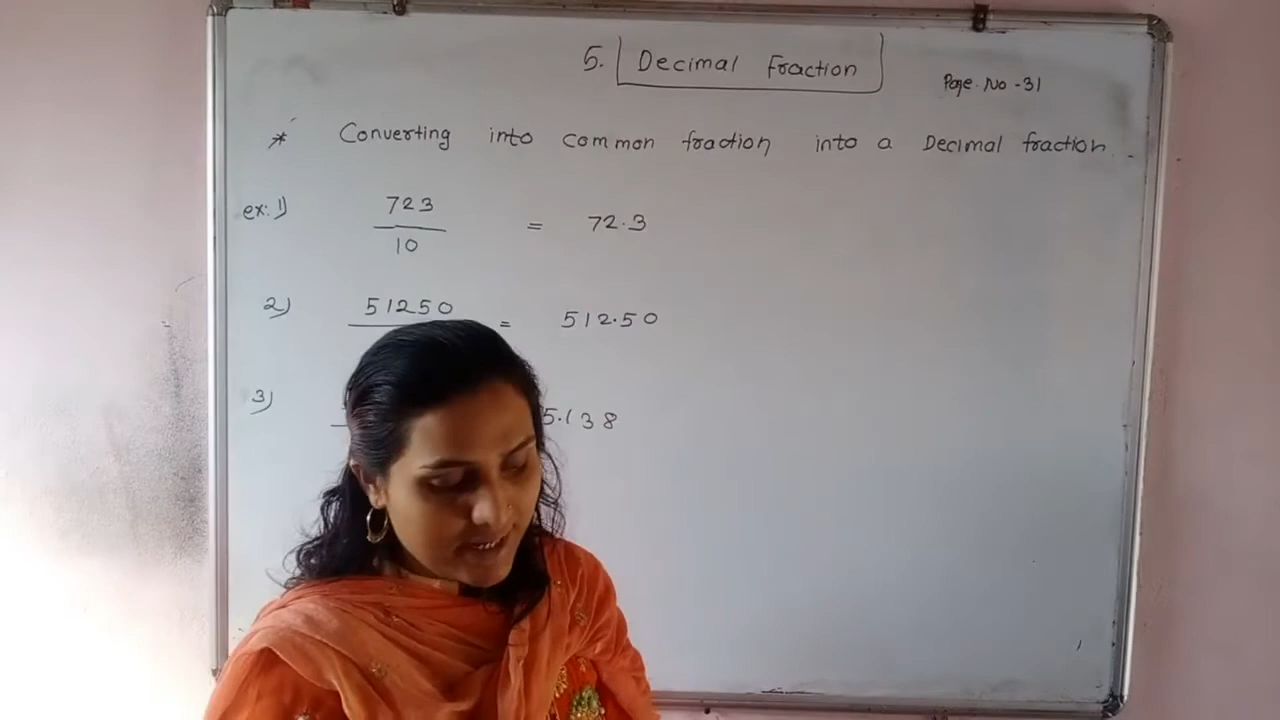 5. Decimal Fraction
Page. No - 31
* Converting into common fraction into a Decimal fraction.
ex: 1) 723/10 = 72.3
2) 51250 = 512.50
3) 5.138